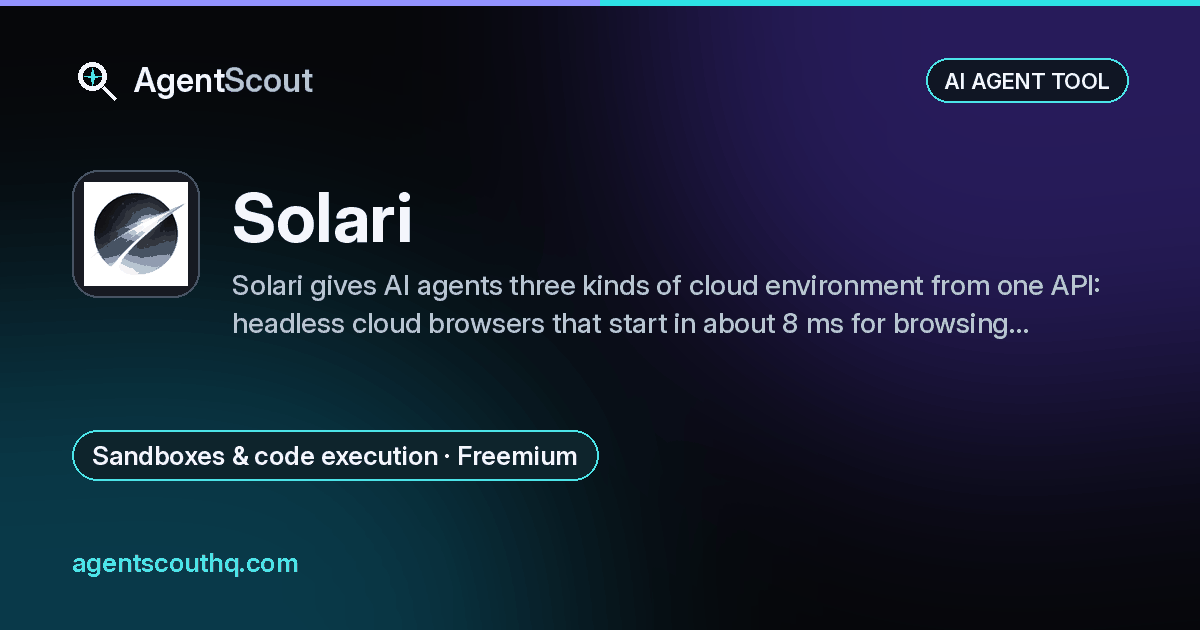 AgentScout
AI AGENT TOOL
Solari
Solari gives AI agents three kinds of cloud environment from one API:
headless cloud browsers that start in about 8 ms for browsing...
Sandboxes & code execution · Freemium
agentscouthq.com